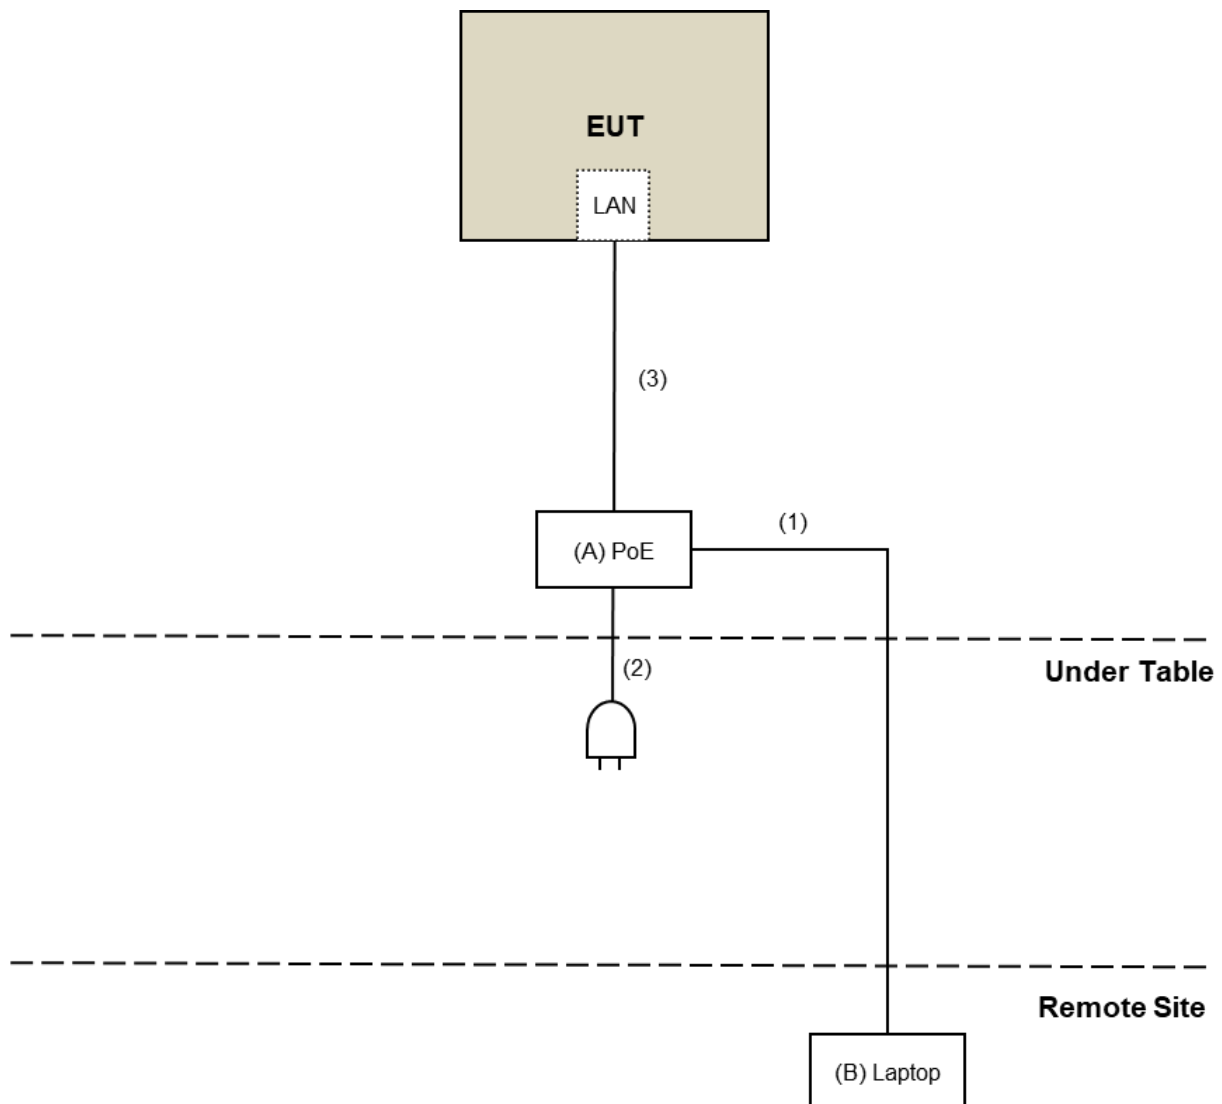 EUT
LAN
(3)
(1)
(A) PoE
(2)
Under Table
Remote Site
(B) Laptop